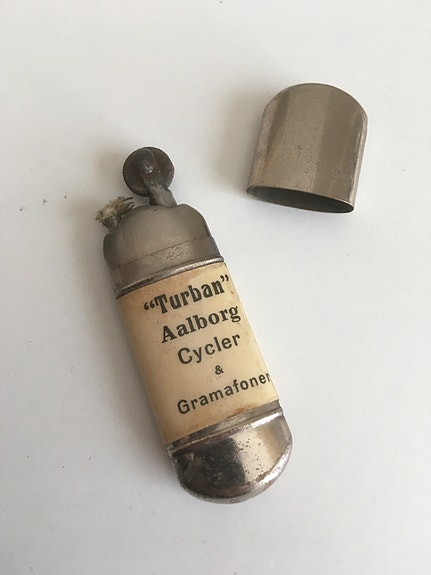 "Turban"
Aalborg
Cycler
&
Gramafoner